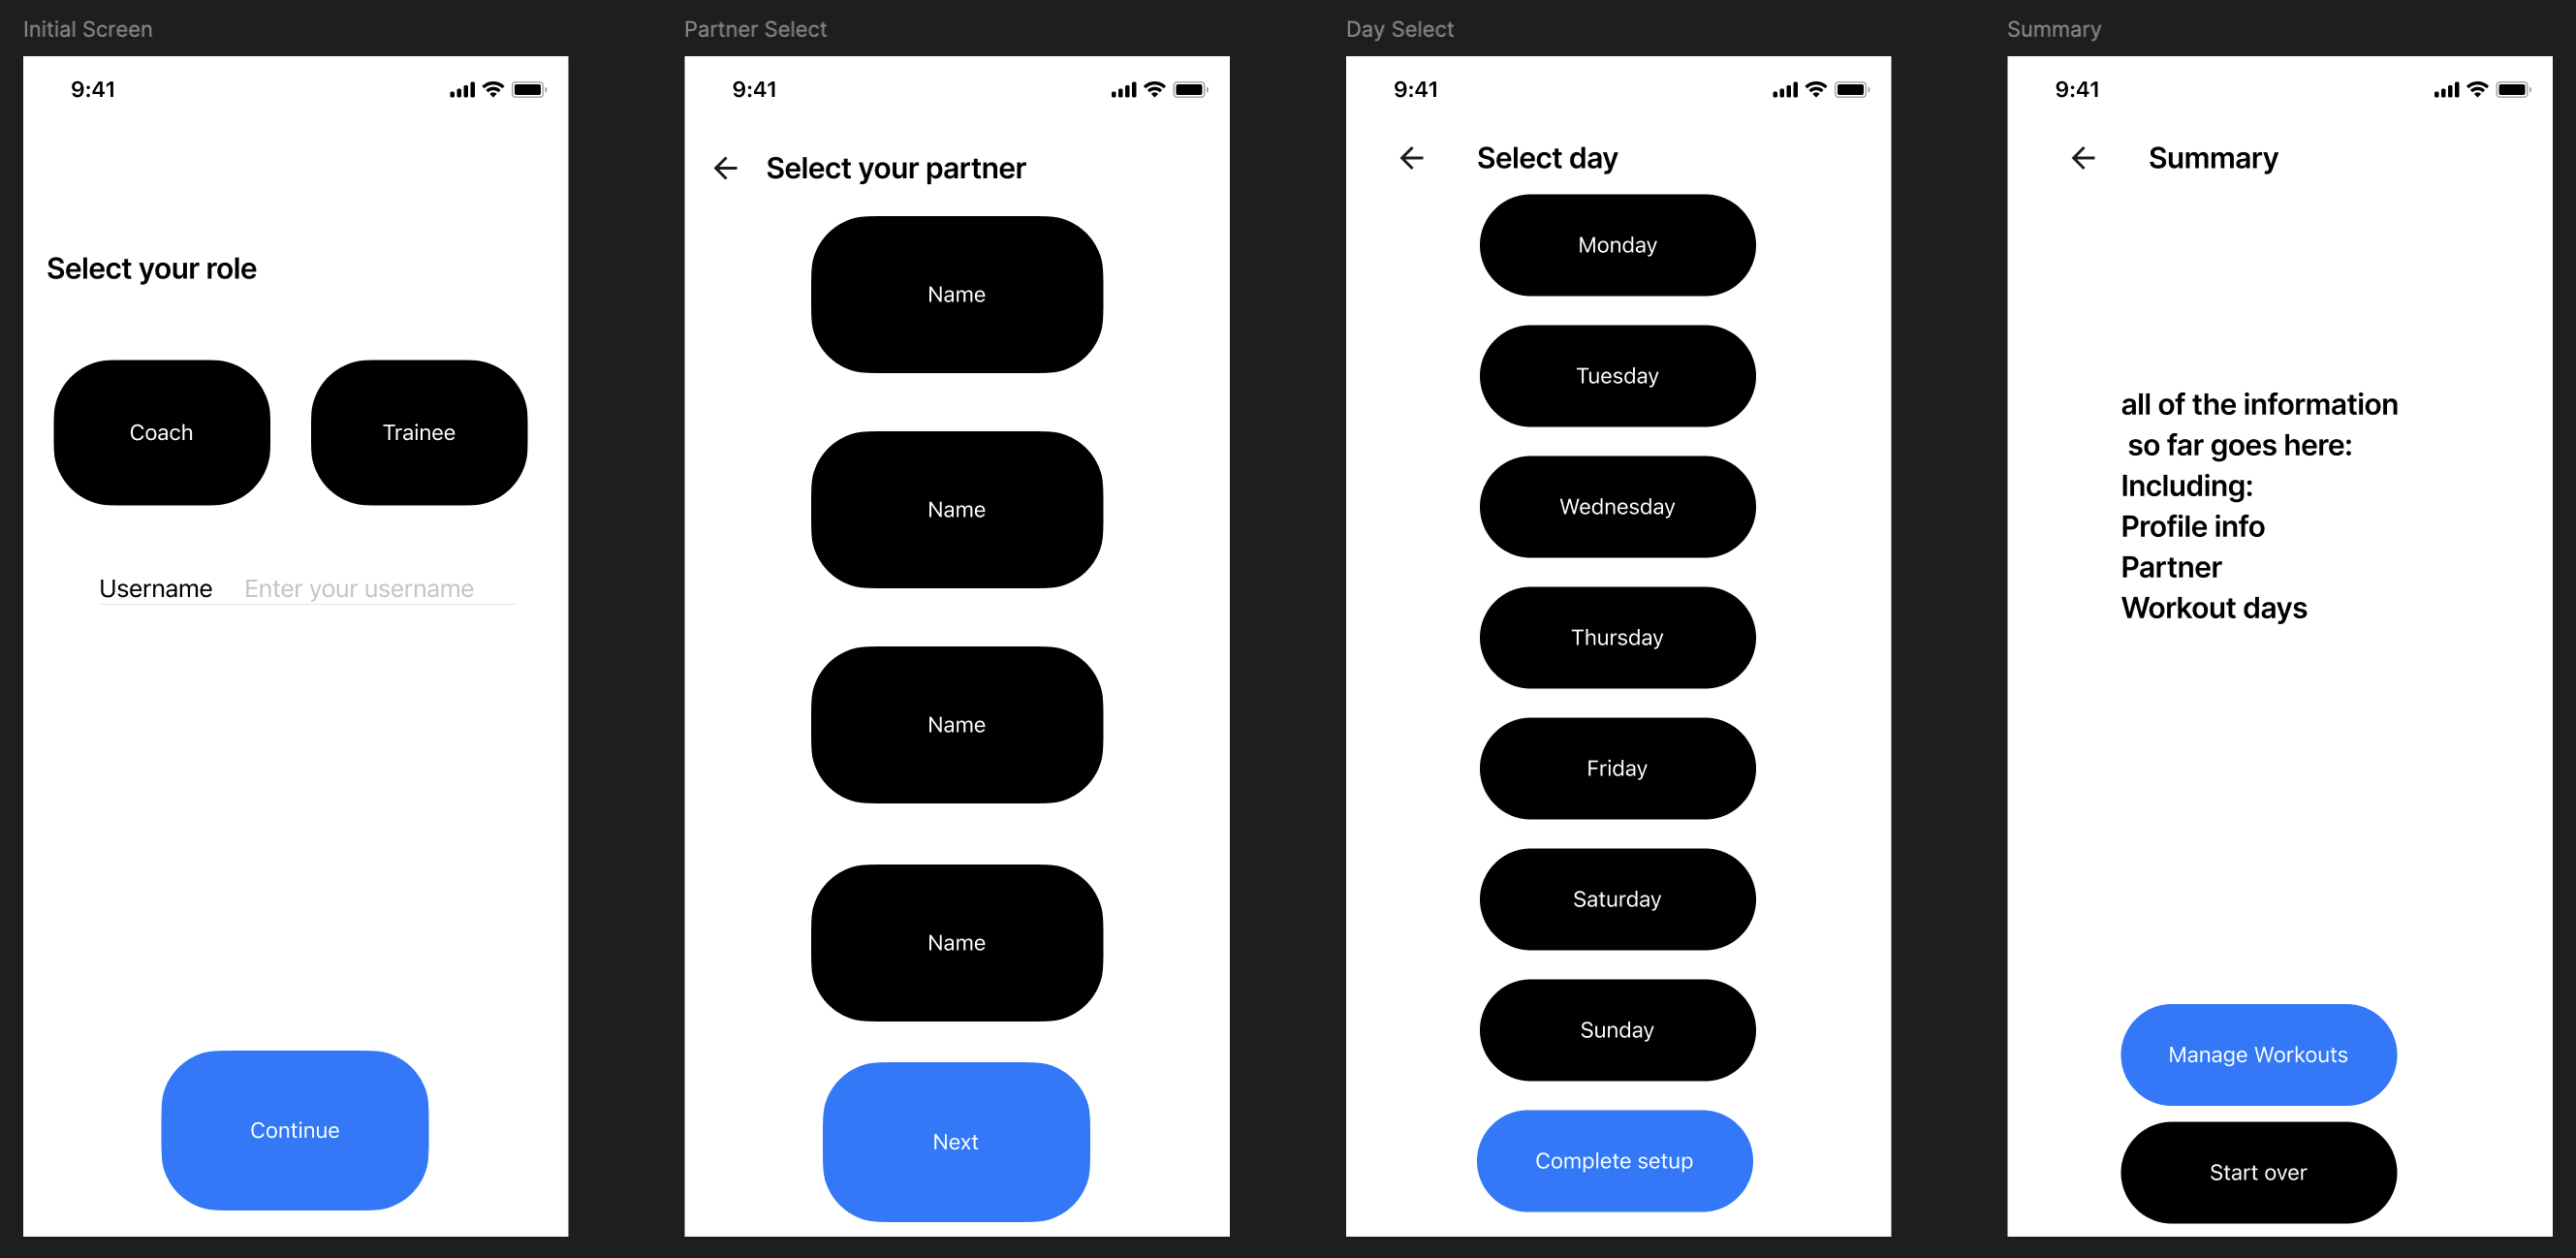 Initial Screen
9:41
Select your role
Coach
Trainee
Username Enter your username
Continue
Partner Select
9:41
Select your partner
Name
Name
Name
Name
Next
Day Select
9:41
Select day
Monday
Tuesday
Wednesday
Thursday
Friday
Saturday
Sunday
Complete setup
Summary
9:41
Summary
all of the information
so far goes here:
Including:
Profile info
Partner
Workout days
Manage Workouts
Start over